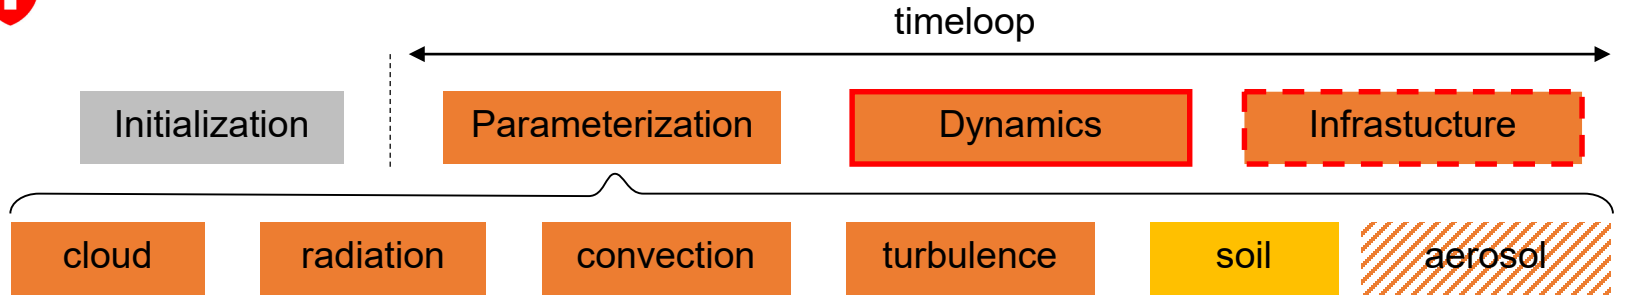 timeloop
Initialization Parameterization Dynamics Infrastucture
cloud radiation convection turbulence soil aerosol